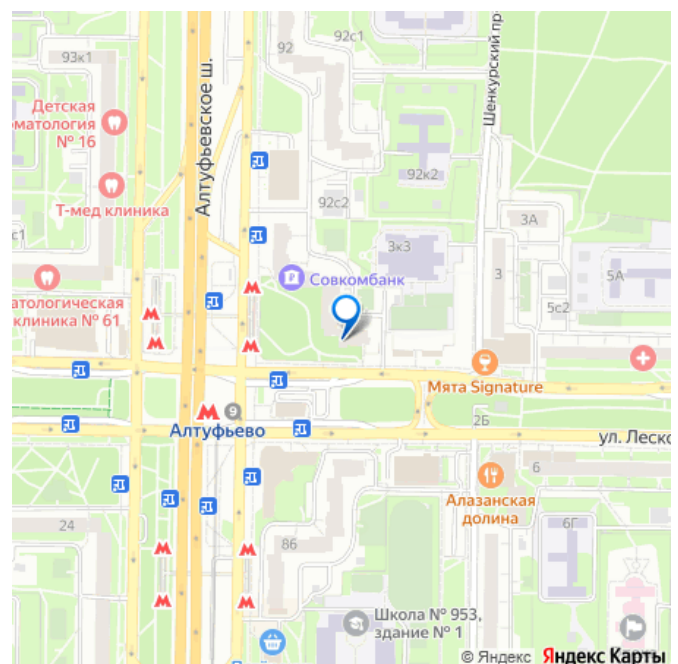 93к1
92
92с1
Детская
оматология
№ 16
Алтуфьевское ш.
Шенкурский пр-
Т-мед клиника
92к2
92с2
с1
3А
3к3
3
5А
Совкомбанк
5с2
атологическая
клиника № 61
Мята Signature
9
Алтуфьево
2Б
ул. Леско
6
Алазанская
долина
24
8б
6Г
Школа № 953,
здание № 1
© Яндекс Яндекс Карты